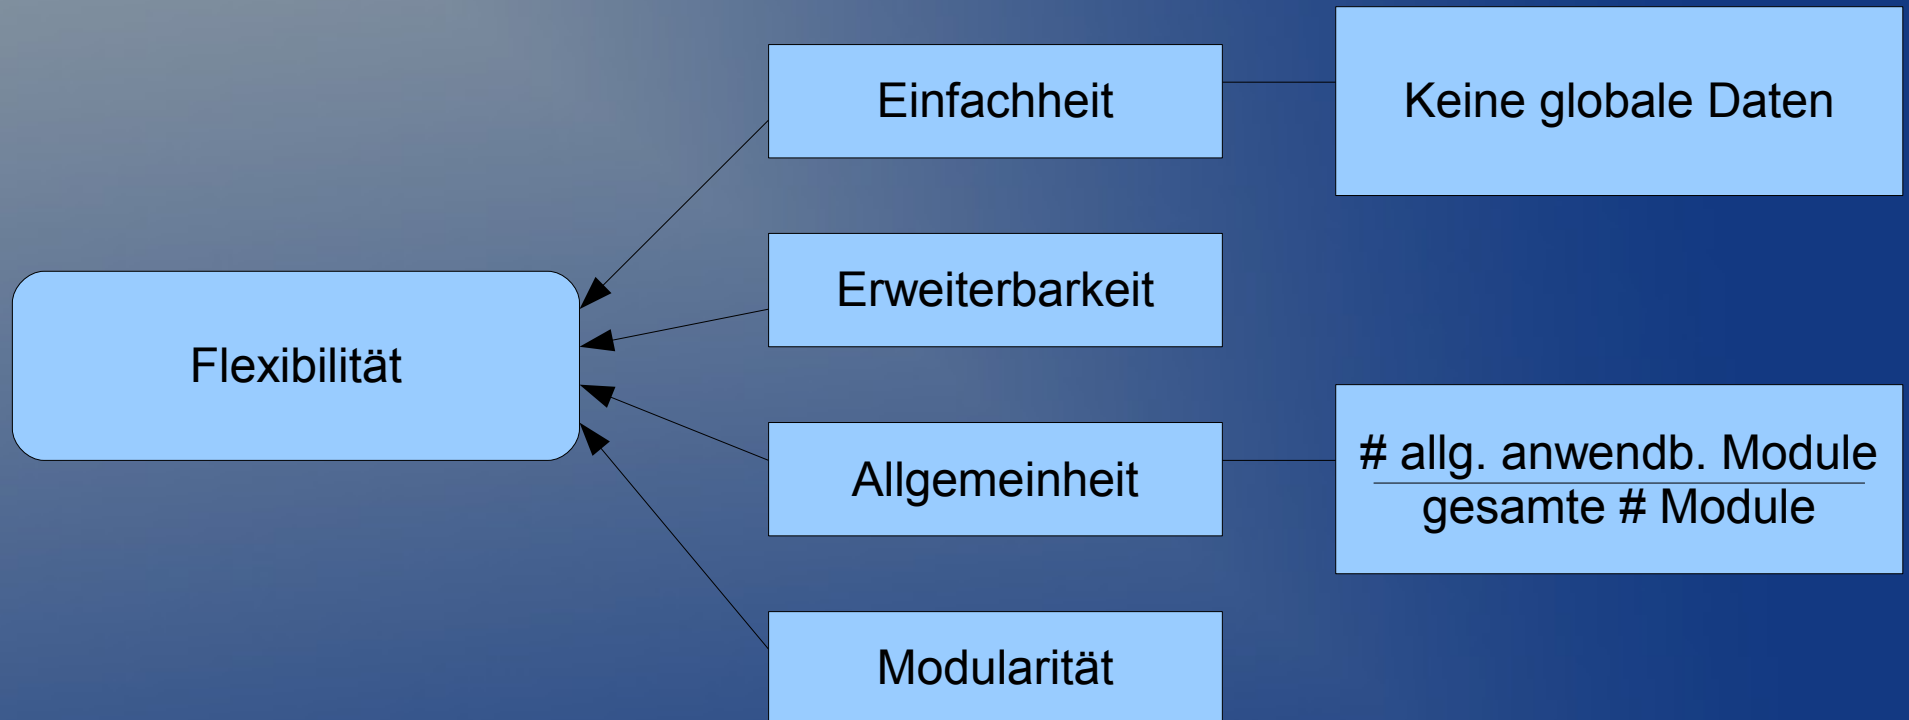 Einfachheit
Keine globale Daten
Erweiterbarkeit
Flexibilität
Allgemeinheit
# allg. anwendb. Module
gesamte # Module
Modularität